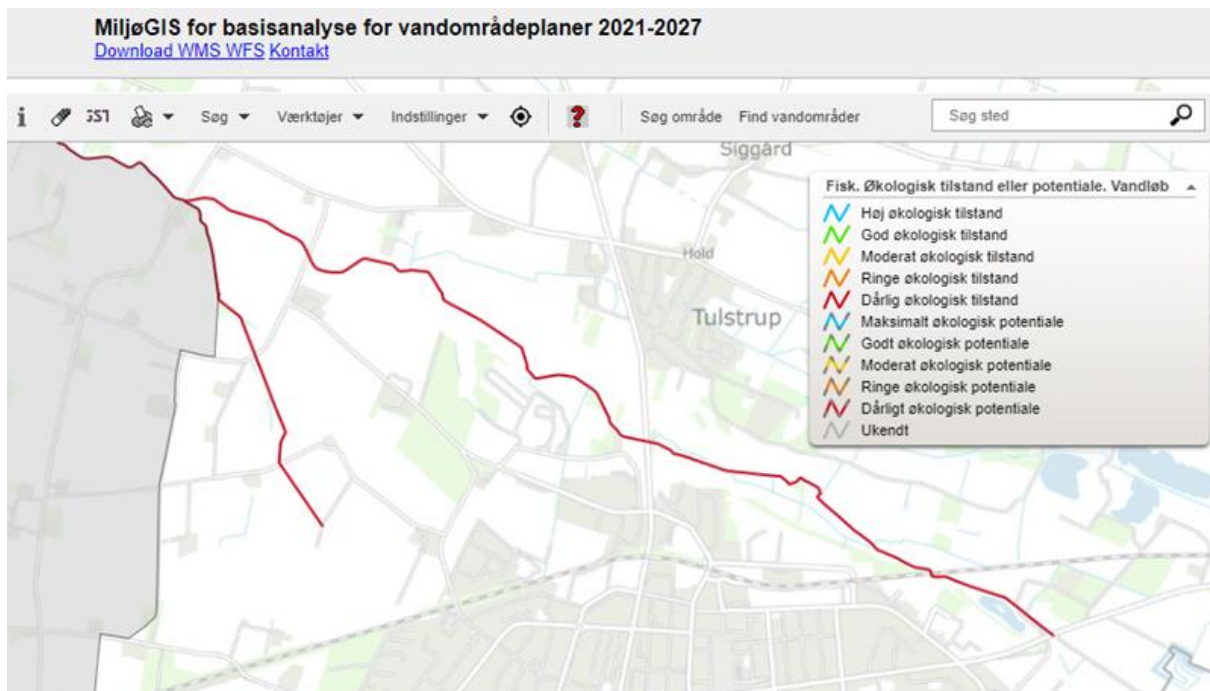 MiljøGIS for basisanalyse for vandområdeplaner 2021-2027
Download WMS WFS Kontakt
Søg Værktøjer Indstillinger ? Søg område Find vandområder Søg sted
Siggård
Hold
Tulstrup
Fisk. Økologisk tilstand eller potentiale. Vandløb
Høj økologisk tilstand
God økologisk tilstand
Moderat økologisk tilstand
Ringe økologisk tilstand
Dårlig økologisk tilstand
Maksimalt økologisk potentiale
Godt økologisk potentiale
Moderat økologisk potentiale
Ringe økologisk potentiale
Dårligt økologisk potentiale
Ukendt